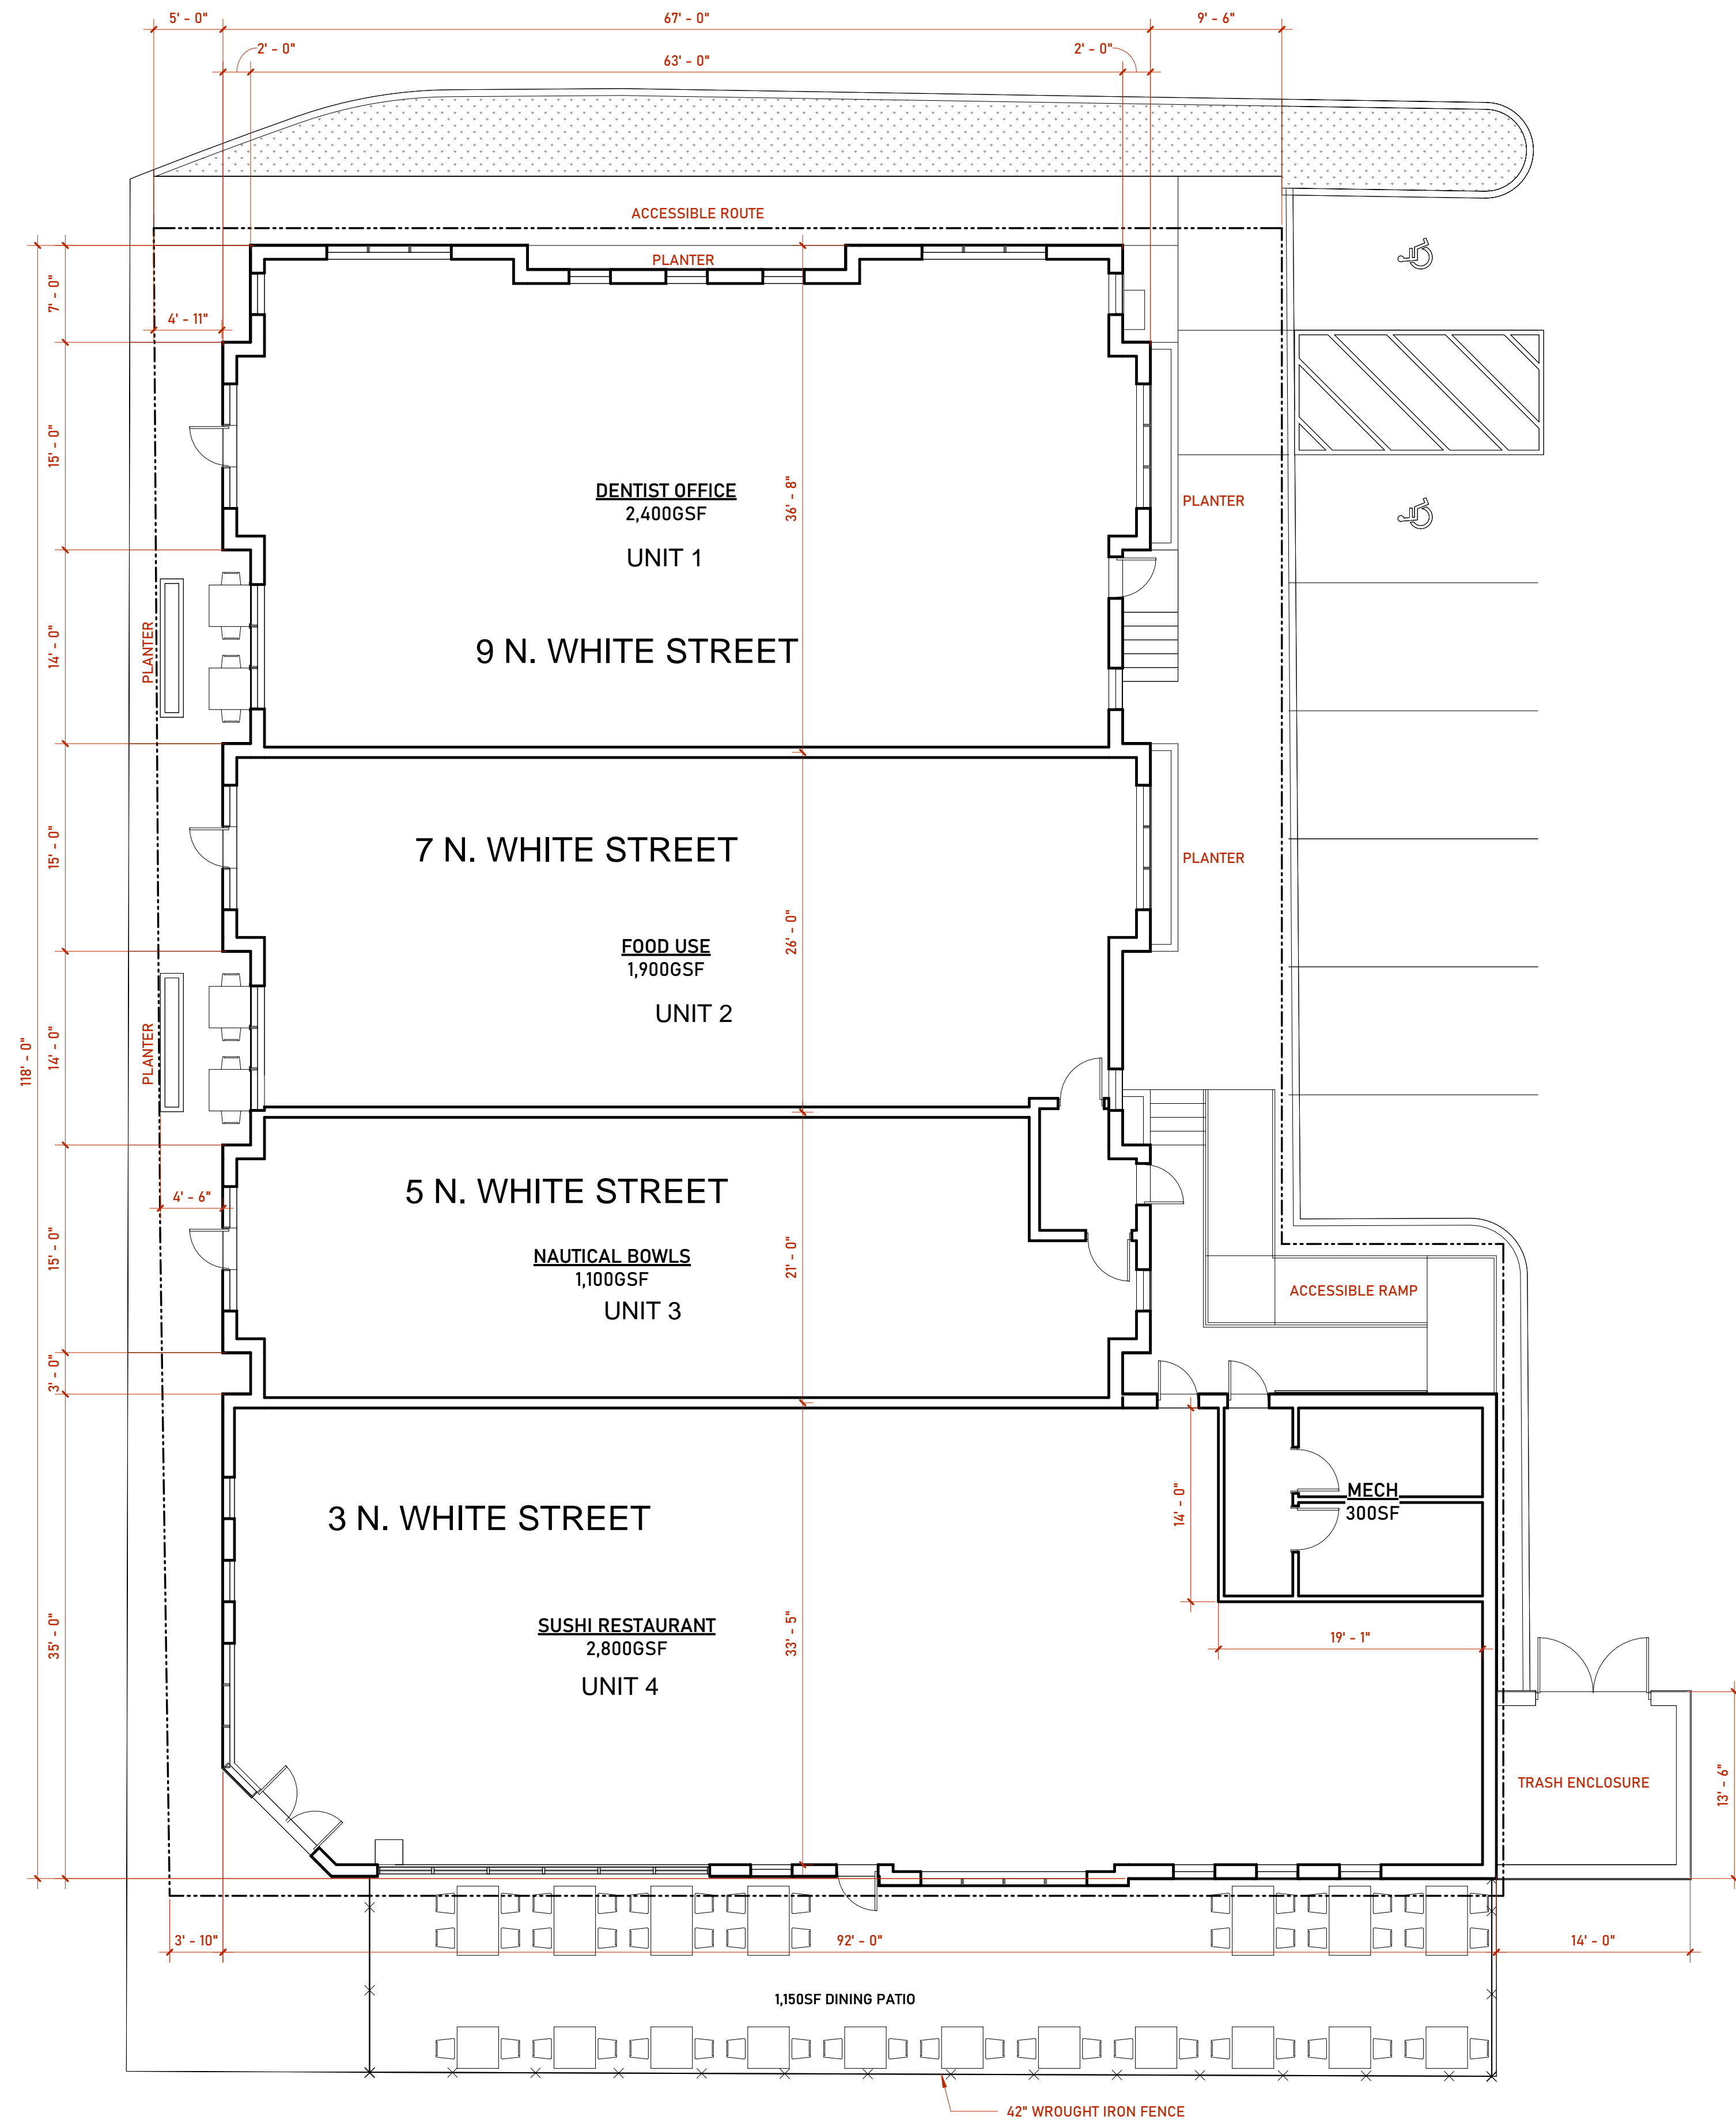 5' - 0"
67' - 0"
9' - 6"
2' - 0"
63' - 0"
2' - 0"
ACCESSIBLE ROUTE
PLANTER
7' - 0"
4' - 11"
15' - 0"
DENTIST OFFICE
2,400GSF
UNIT 1
36' - 8"
PLANTER
9 N. WHITE STREET
14' - 0"
PLANTER
7 N. WHITE STREET
15' - 0"
PLANTER
FOOD USE
1,900GSF
UNIT 2
26' - 0"
118' - 0"
14' - 0"
PLANTER
5 N. WHITE STREET
4' - 6"
15' - 0"
NAUTICAL BOWLS
1,100GSF
UNIT 3
21' - 0"
ACCESSIBLE RAMP
3' - 0"
3 N. WHITE STREET
14' - 0"
MECH
300SF
35' - 0"
SUSHI RESTAURANT
2,800GSF
UNIT 4
33' - 5"
19' - 1"
TRASH ENCLOSURE
13' - 6"
3' - 10"
92' - 0"
14' - 0"
1,150SF DINING PATIO
42" WROUGHT IRON FENCE